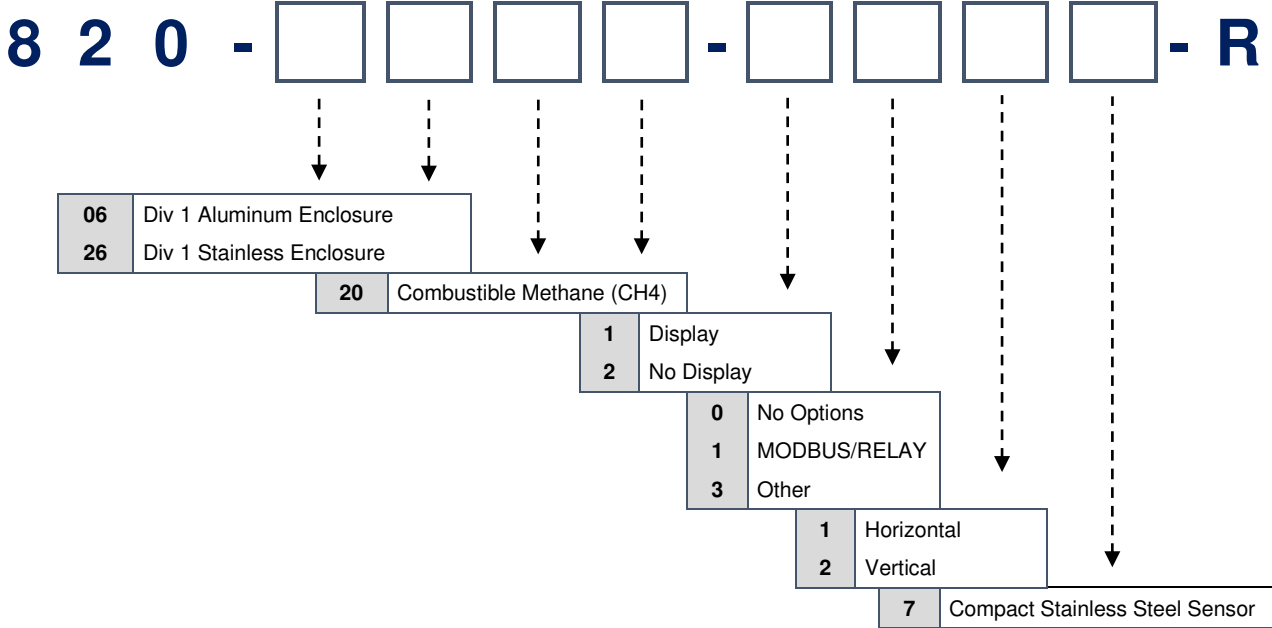 8 2 0 - - - R
06 Div 1 Aluminum Enclosure
26 Div 1 Stainless Enclosure
20 Combustible Methane (CH4)
1 Display
2 No Display
0 No Options
1 MODBUS/RELAY
3 Other
1 Horizontal
2 Vertical
7 Compact Stainless Steel Sensor